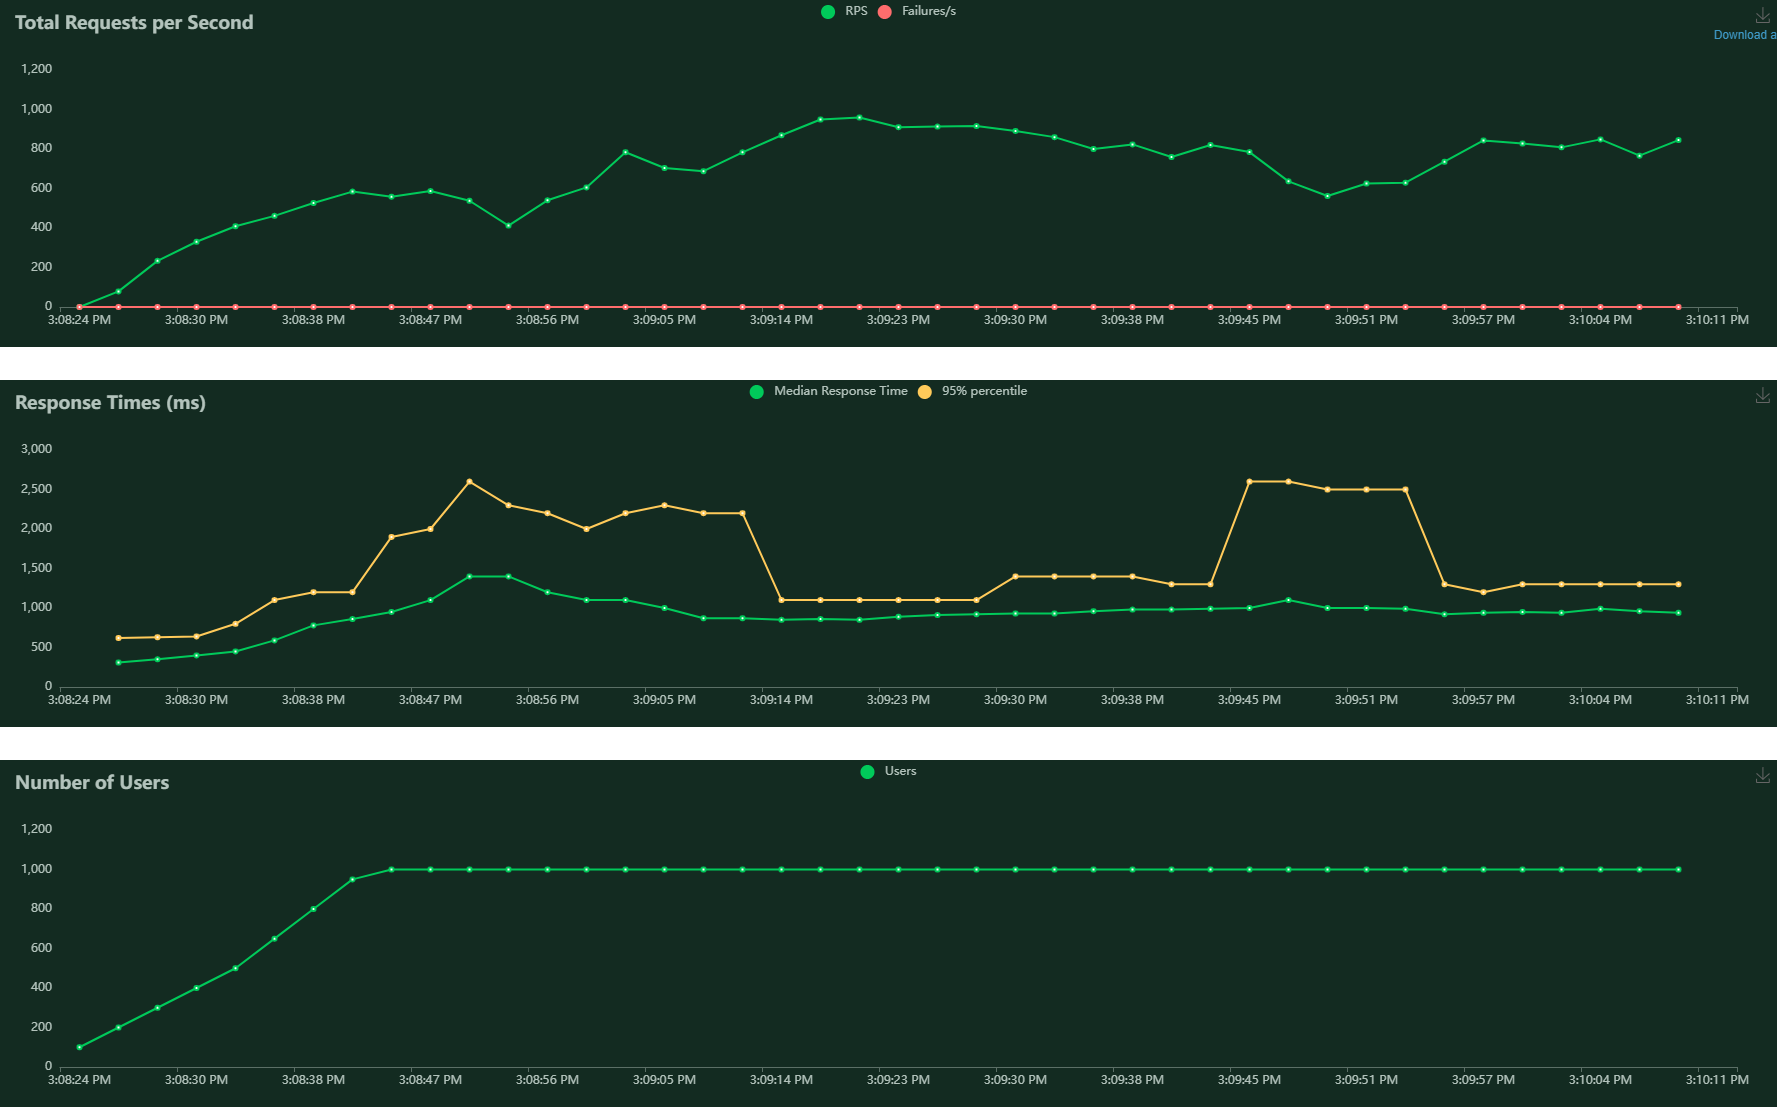 Total Requests per Second
RPS Failures/s
Download a
1,200
1,000
800
600
400
200
0
3:08:24 PM 3:08:30 PM 3:08:38 PM 3:08:47 PM 3:08:56 PM 3:09:05 PM 3:09:14 PM 3:09:23 PM 3:09:30 PM 3:09:38 PM 3:09:45 PM 3:09:51 PM 3:09:57 PM 3:10:04 PM 3:10:11 PM
Response Times (ms)
Median Response Time 95% percentile
3,000
2,500
2,000
1,500
1,000
500
0
3:08:24 PM 3:08:30 PM 3:08:38 PM 3:08:47 PM 3:08:56 PM 3:09:05 PM 3:09:14 PM 3:09:23 PM 3:09:30 PM 3:09:38 PM 3:09:45 PM 3:09:51 PM 3:09:57 PM 3:10:04 PM 3:10:11 PM
Number of Users
Users
1,200
1,000
800
600
400
200
0
3:08:24 PM 3:08:30 PM 3:08:38 PM 3:08:47 PM 3:08:56 PM 3:09:05 PM 3:09:14 PM 3:09:23 PM 3:09:30 PM 3:09:38 PM 3:09:45 PM 3:09:51 PM 3:09:57 PM 3:10:04 PM 3:10:11 PM